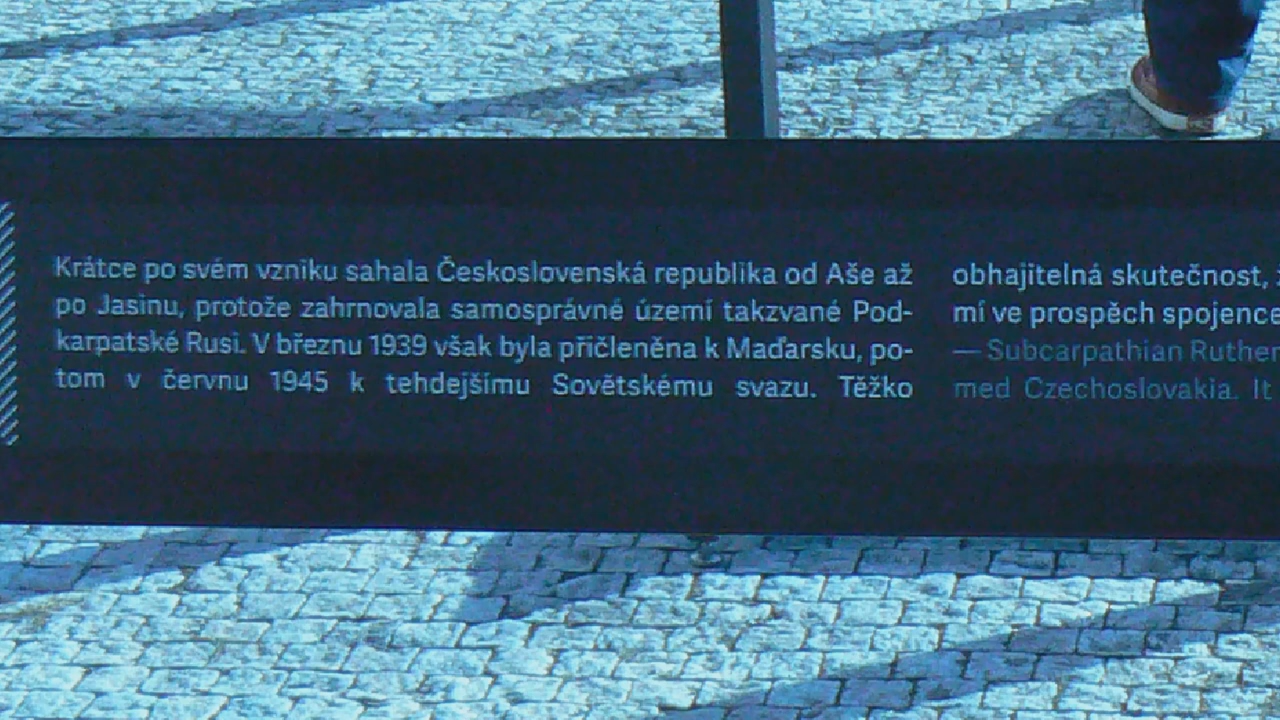 Krátce po svém vzniku sahala Československá republika od Aše až
po Jasinu, protože zahrnovala samosprávné území takzvané Pod-
karpatské Rusi. V březnu 1939 však byla přičleněna k Maďarsku, po-
tom v červnu 1945 k tehdejšímu Sovětskému svazu. Těžko
obhajitelná skutečnost,
mí ve prospěch spojence
— Subcarpathian Ruthen
med Czechoslovakia. It